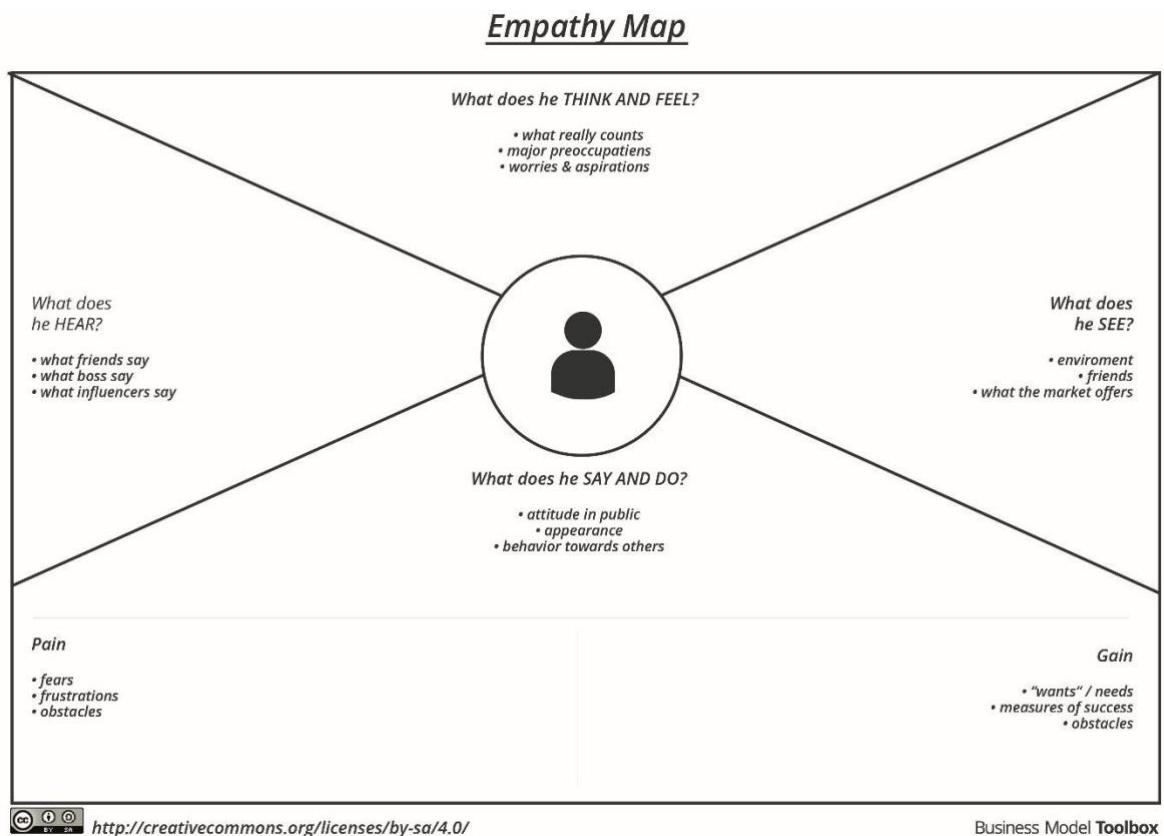 Empathy Map
What does he THINK AND FEEL?
• what really counts
• major preoccupatiens
• worries & aspirations
What does
he HEAR?
• what friends say
• what boss say
• what influencers say
What does
he SEE?
• enviroment
• friends
• what the market offers
What does he SAY AND DO?
• attitude in public
• appearance
• behavior towards others
Pain
• fears
• frustrations
• obstacles
Gain
• “wants“ / needs
• measures of success
• obstacles
cc BY SA
http://creativecommons.org/licenses/by-sa/4.0/
Business Model Toolbox